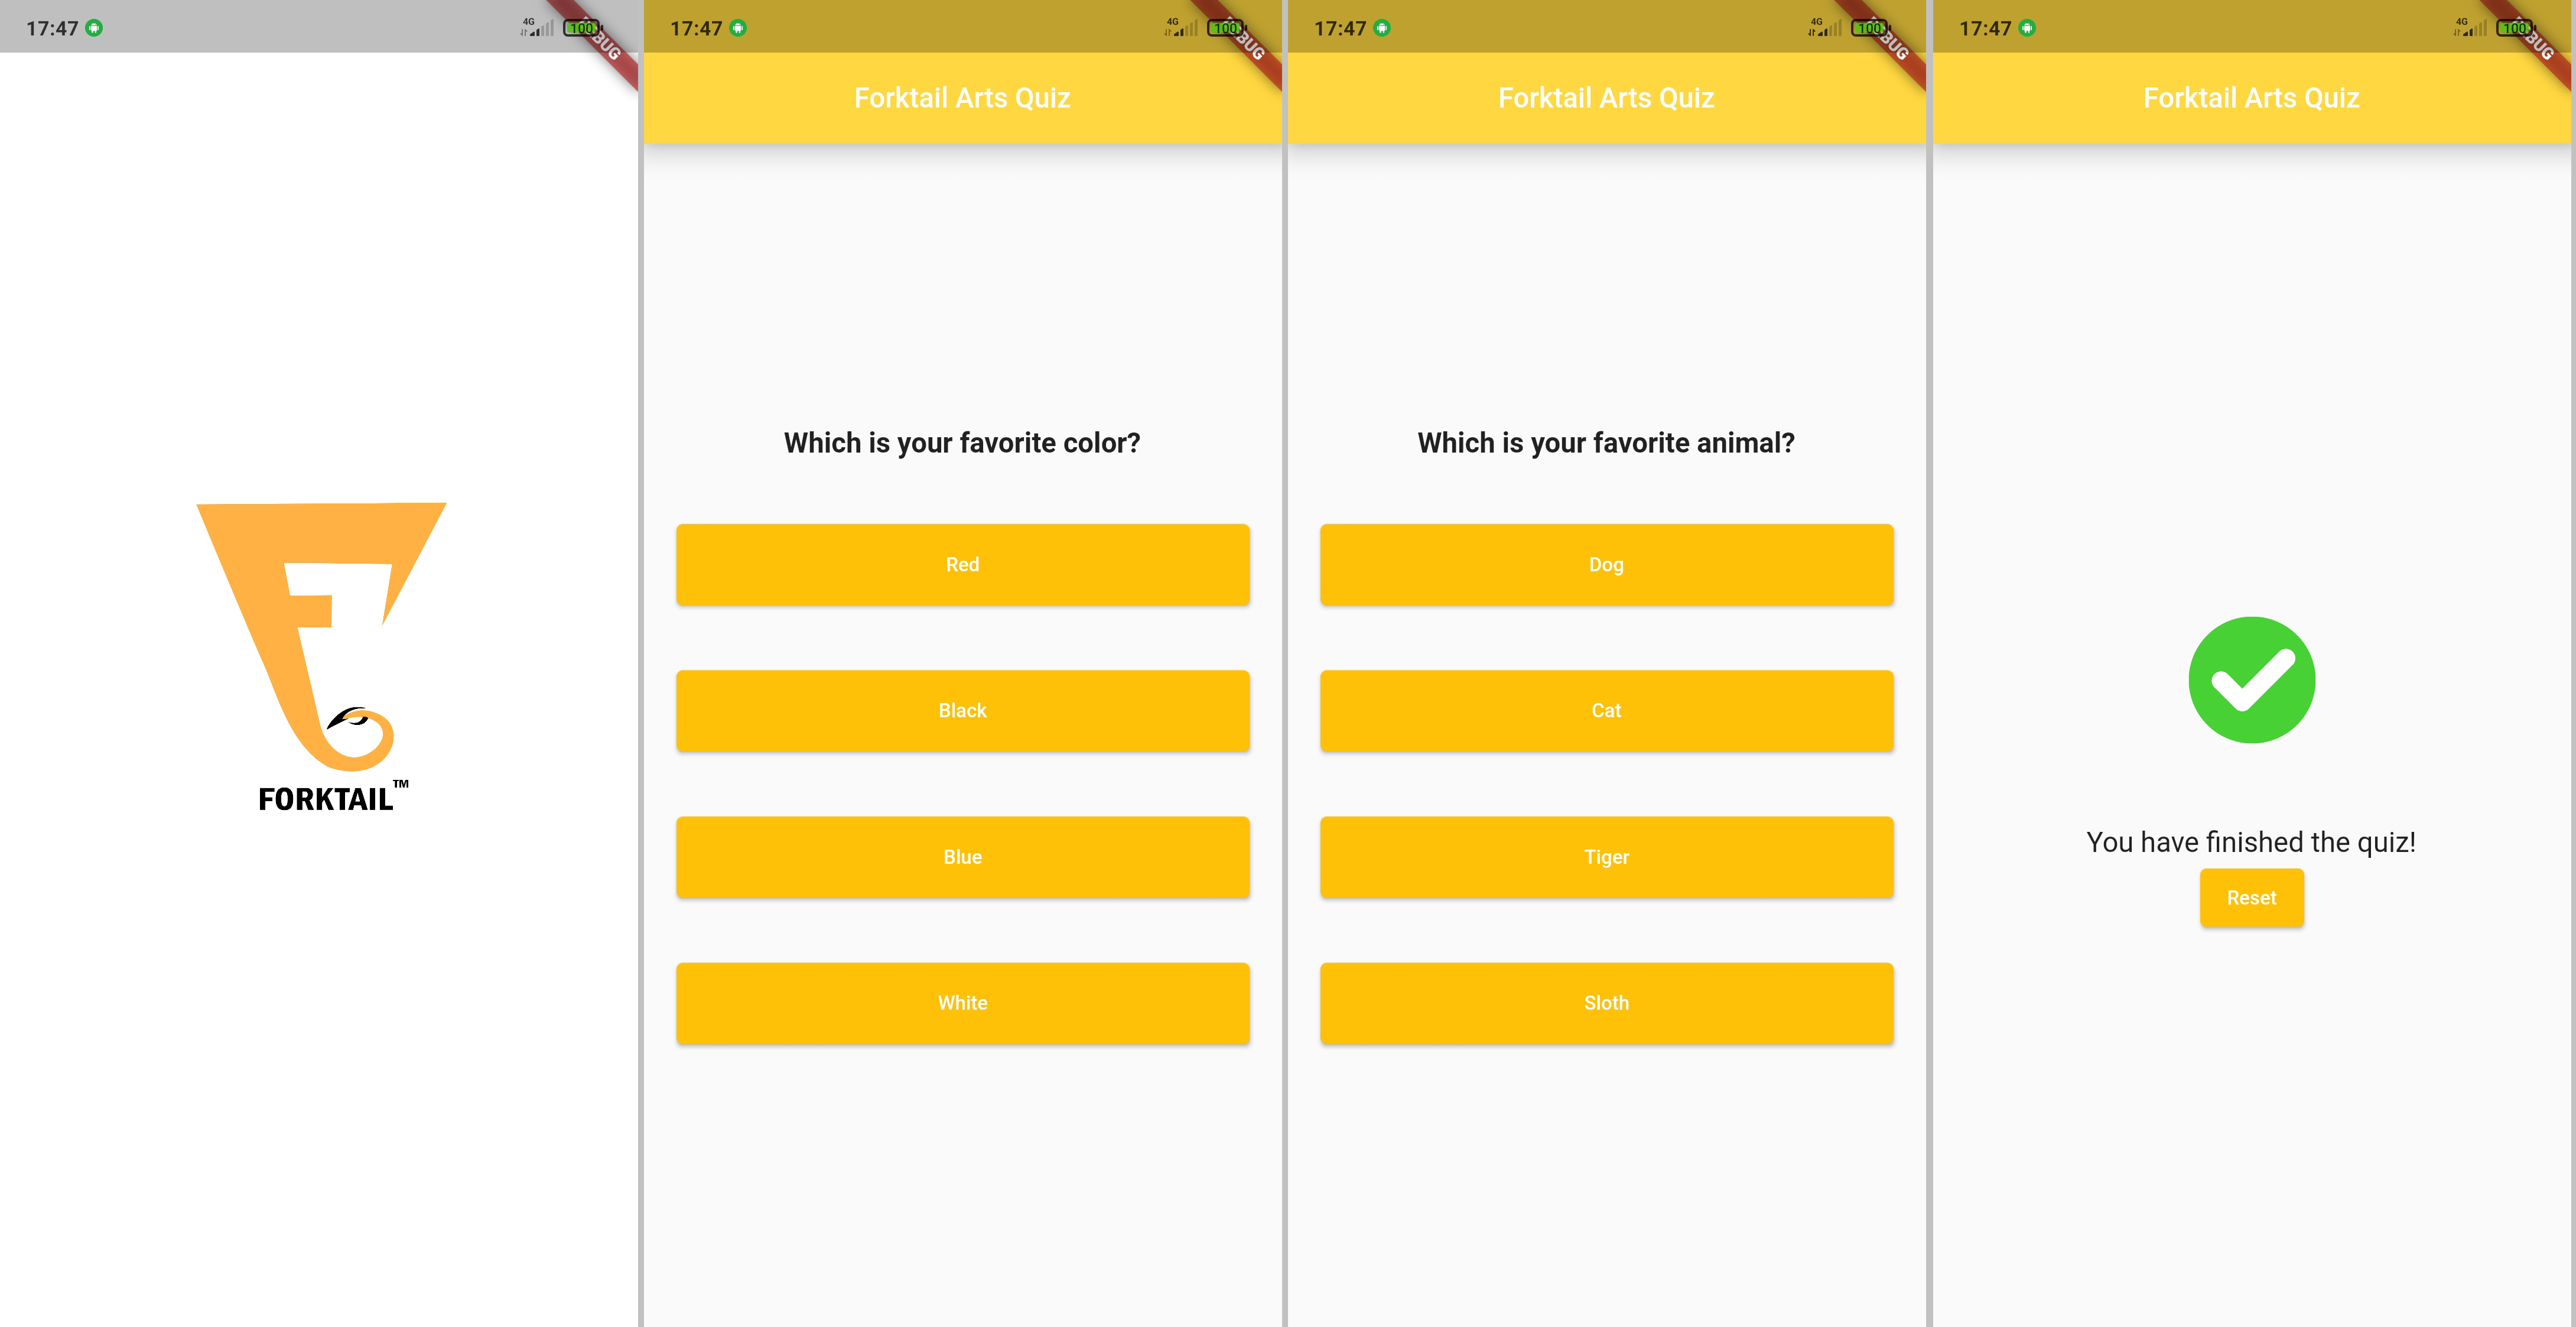 17:47
4G
100
BUG
FORKTAIL™
17:47
4G
100
BUG
Forktail Arts Quiz
Which is your favorite color?
Red
Black
Blue
White
17:47
4G
100
BUG
Forktail Arts Quiz
Which is your favorite animal?
Dog
Cat
Tiger
Sloth
17:47
4G
100
BUG
Forktail Arts Quiz
You have finished the quiz!
Reset